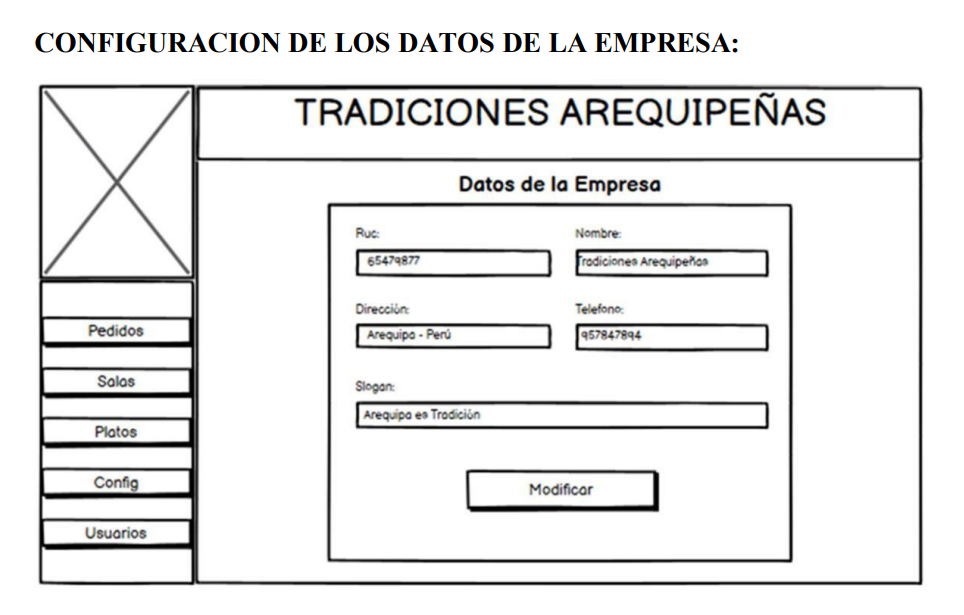 CONFIGURACION DE LOS DATOS DE LA EMPRESA:
TRADICIONES AREQUIPEÑAS
Datos de la Empresa
Ruc:
65479877
Nombre:
Tradiciones Arequipeñas
Dirección:
Arequipa - Perú
Telefono:
957847894
Slogan:
Arequipa es Tradición
Modificar
Pedidos
Salas
Platos
Config
Usuarios